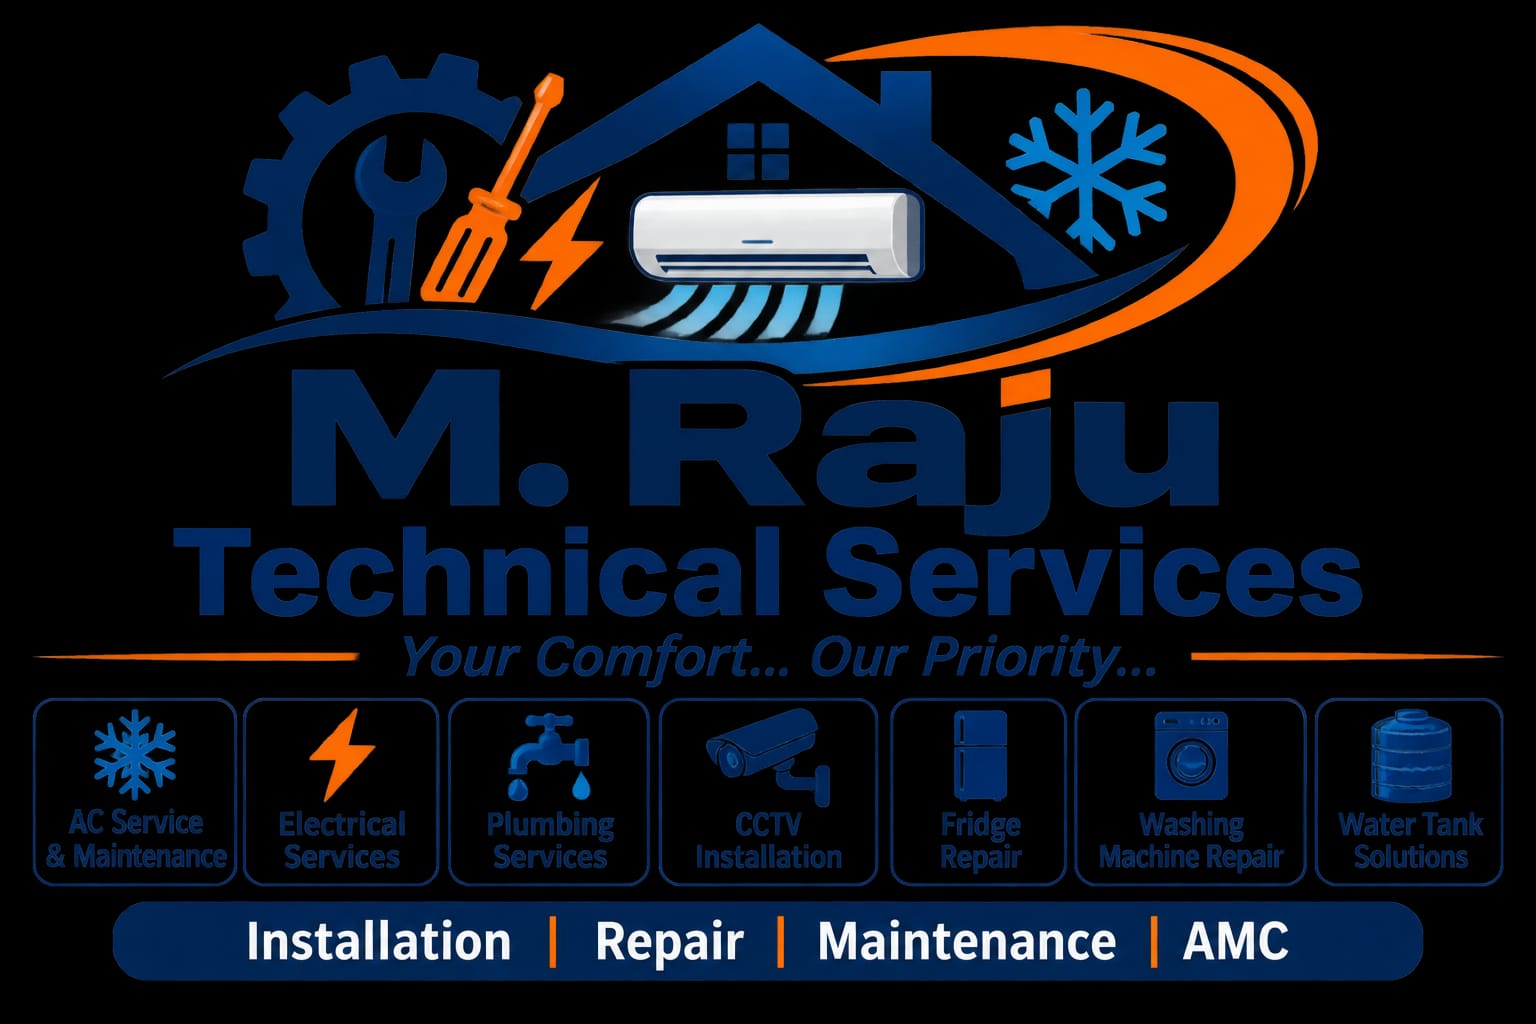 M. Raju
Technical Services
Your Comfort... Our Priority...
AC Service
& Maintenance
Electrical
Services
Plumbing
Services
CCTV
Installation
Fridge
Repair
Washing
Machine Repair
Water Tank
Solutions
Installation | Repair | Maintenance | AMC